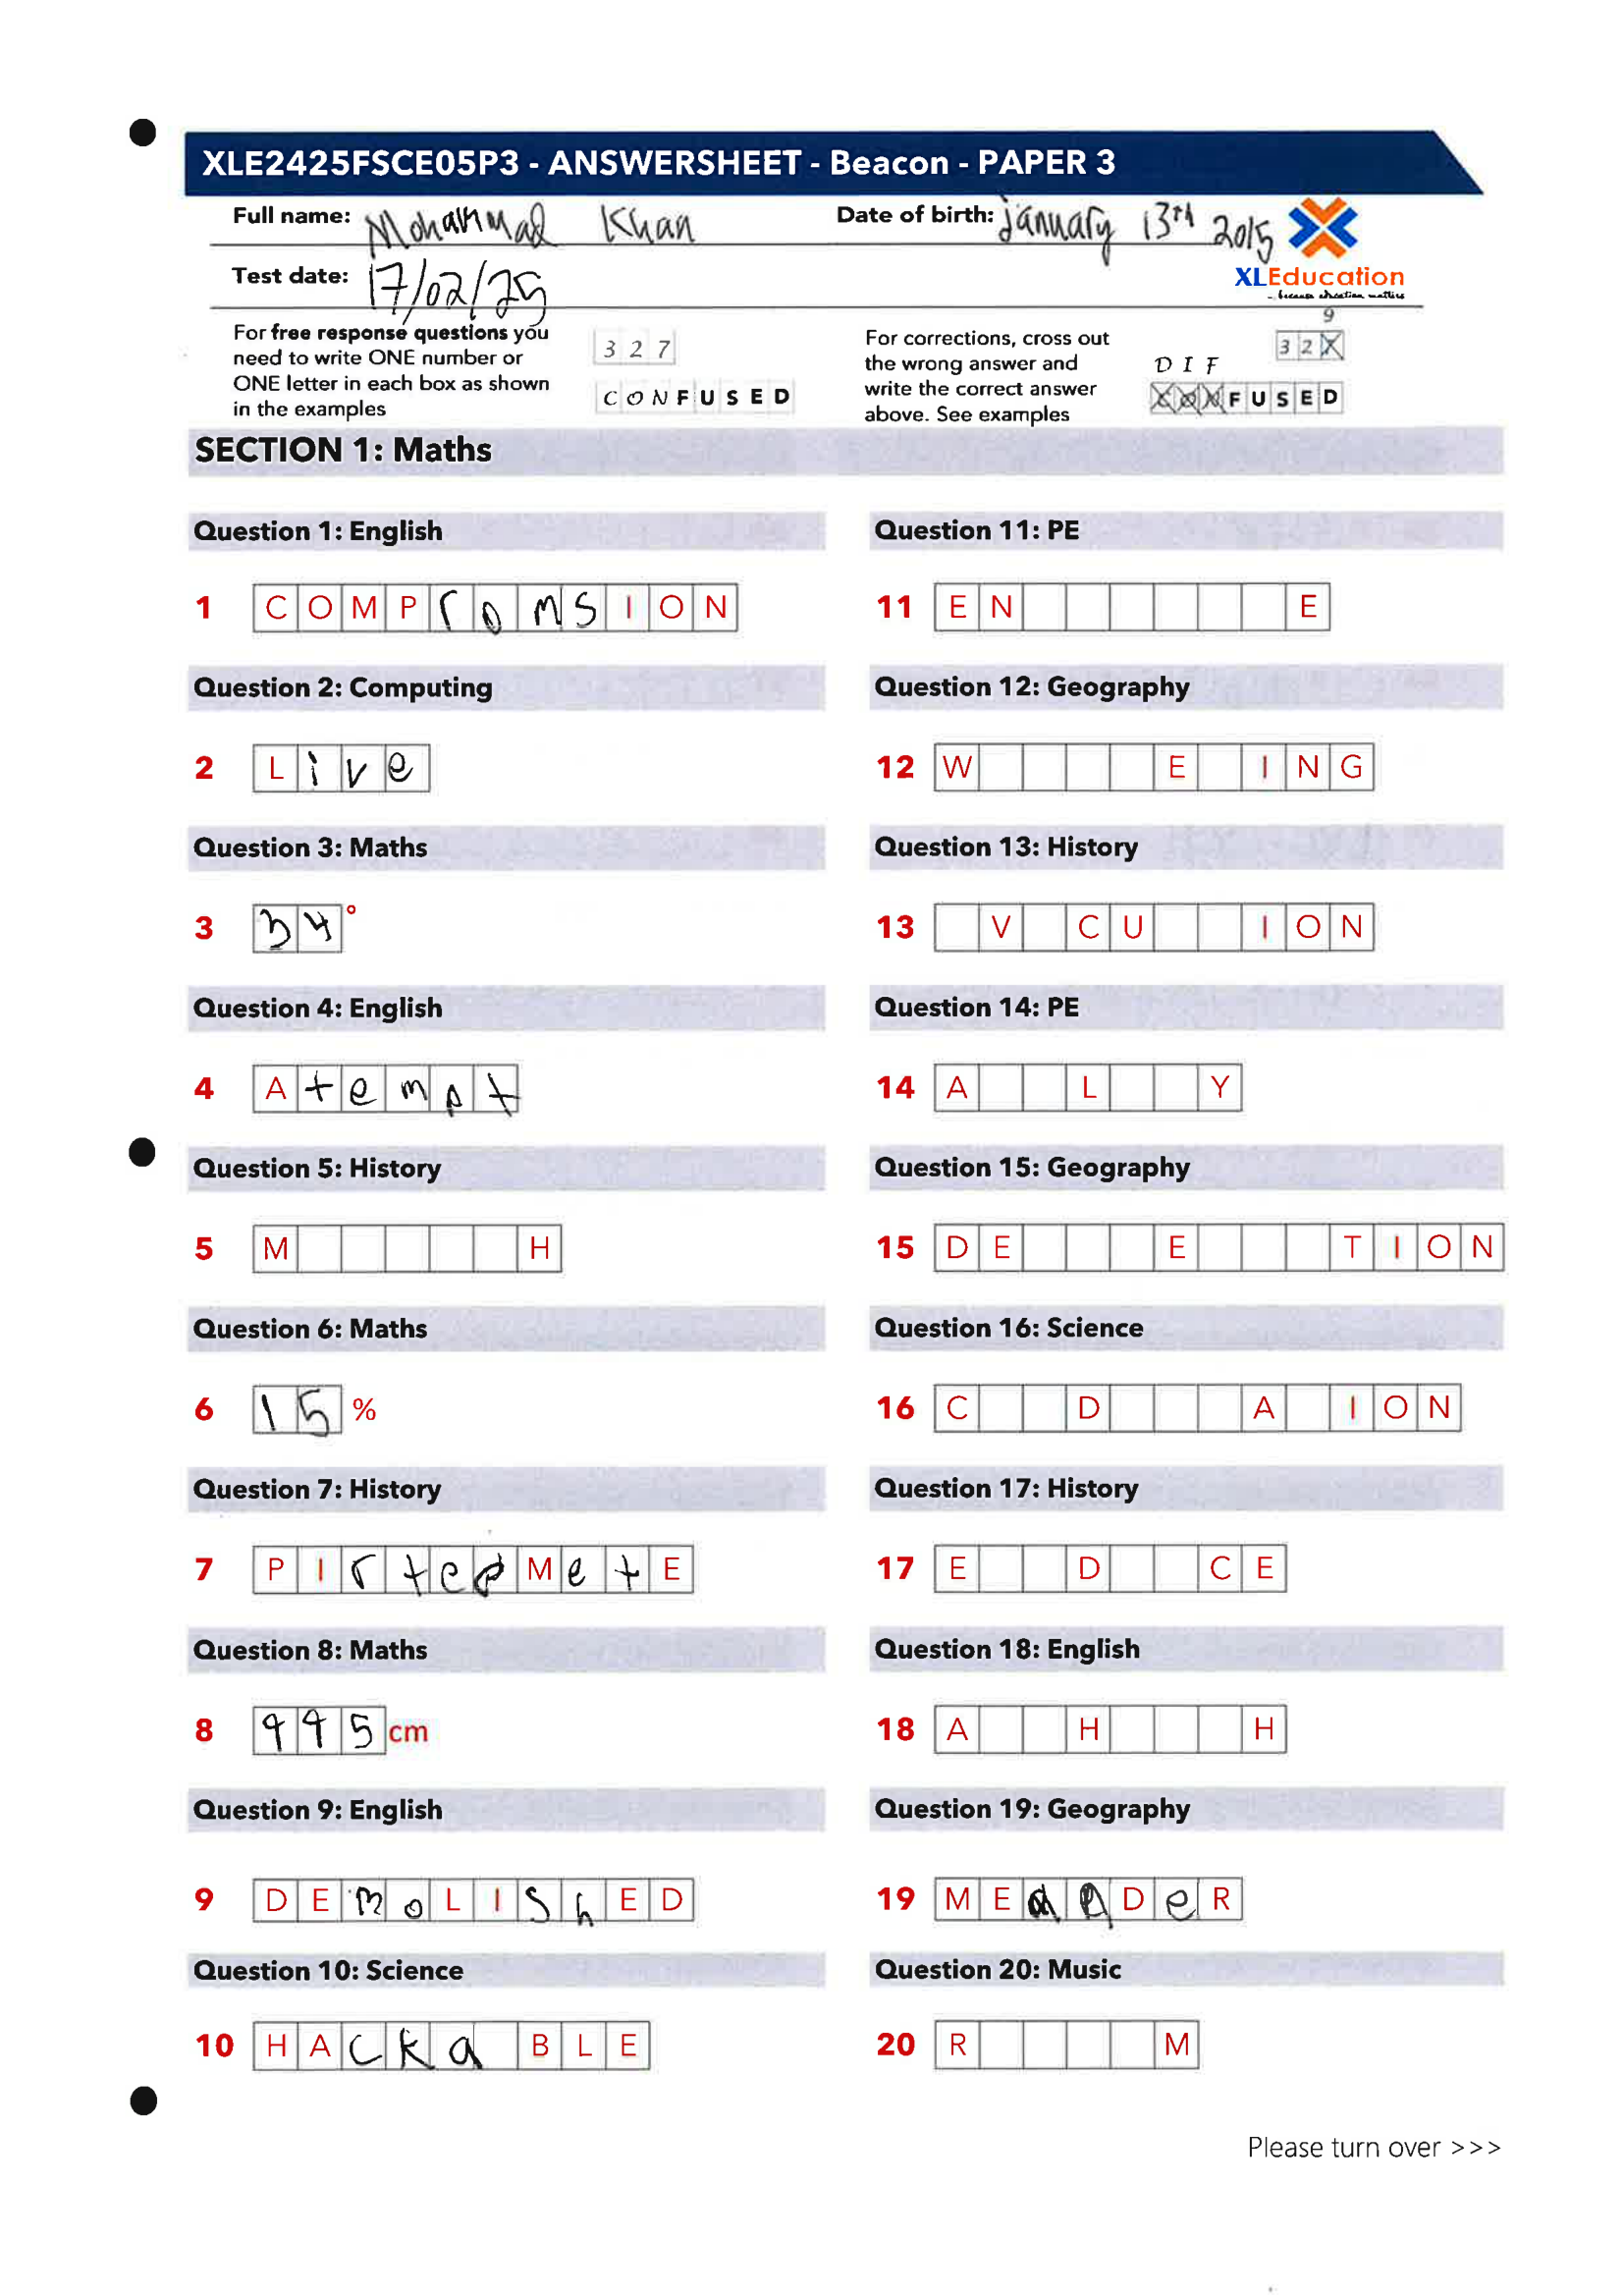 XLE2425FSCE05P3 - ANSWERSHEET - Beacon - PAPER 3
Full name: Mohammad Khan
Date of birth: january 13th 2015
XLEducation
... because education matters
Test date: 17/02/25
For free response questions you
need to write ONE number or
ONE letter in each box as shown
in the examples
3 2 7
C O N F U S E D
For corrections, cross out
the wrong answer and
write the correct answer
above. See examples
9
3 2 X
D I F
F U S E D
SECTION 1: Maths
Question 1: English
1 C O M P r o m s I O N
Question 2: Computing
2 L i v e
Question 3: Maths
3 3 4 °
Question 4: English
4 A t e m p t
Question 5: History
5 M H
Question 6: Maths
6 1 5 %
Question 7: History
7 P I r t e d M e t E
Question 8: Maths
8 9 9 5 cm
Question 9: English
9 D E m o L I S h E D
Question 10: Science
10 H A c k a B L E
Question 11: PE
11 E N E
Question 12: Geography
12 W E I N G
Question 13: History
13 V C U I O N
Question 14: PE
14 A L Y
Question 15: Geography
15 D E E T I O N
Question 16: Science
16 C D A I O N
Question 17: History
17 E D C E
Question 18: English
18 A H H
Question 19: Geography
19 M E a D e R
Question 20: Music
20 R M
Please turn over >>>